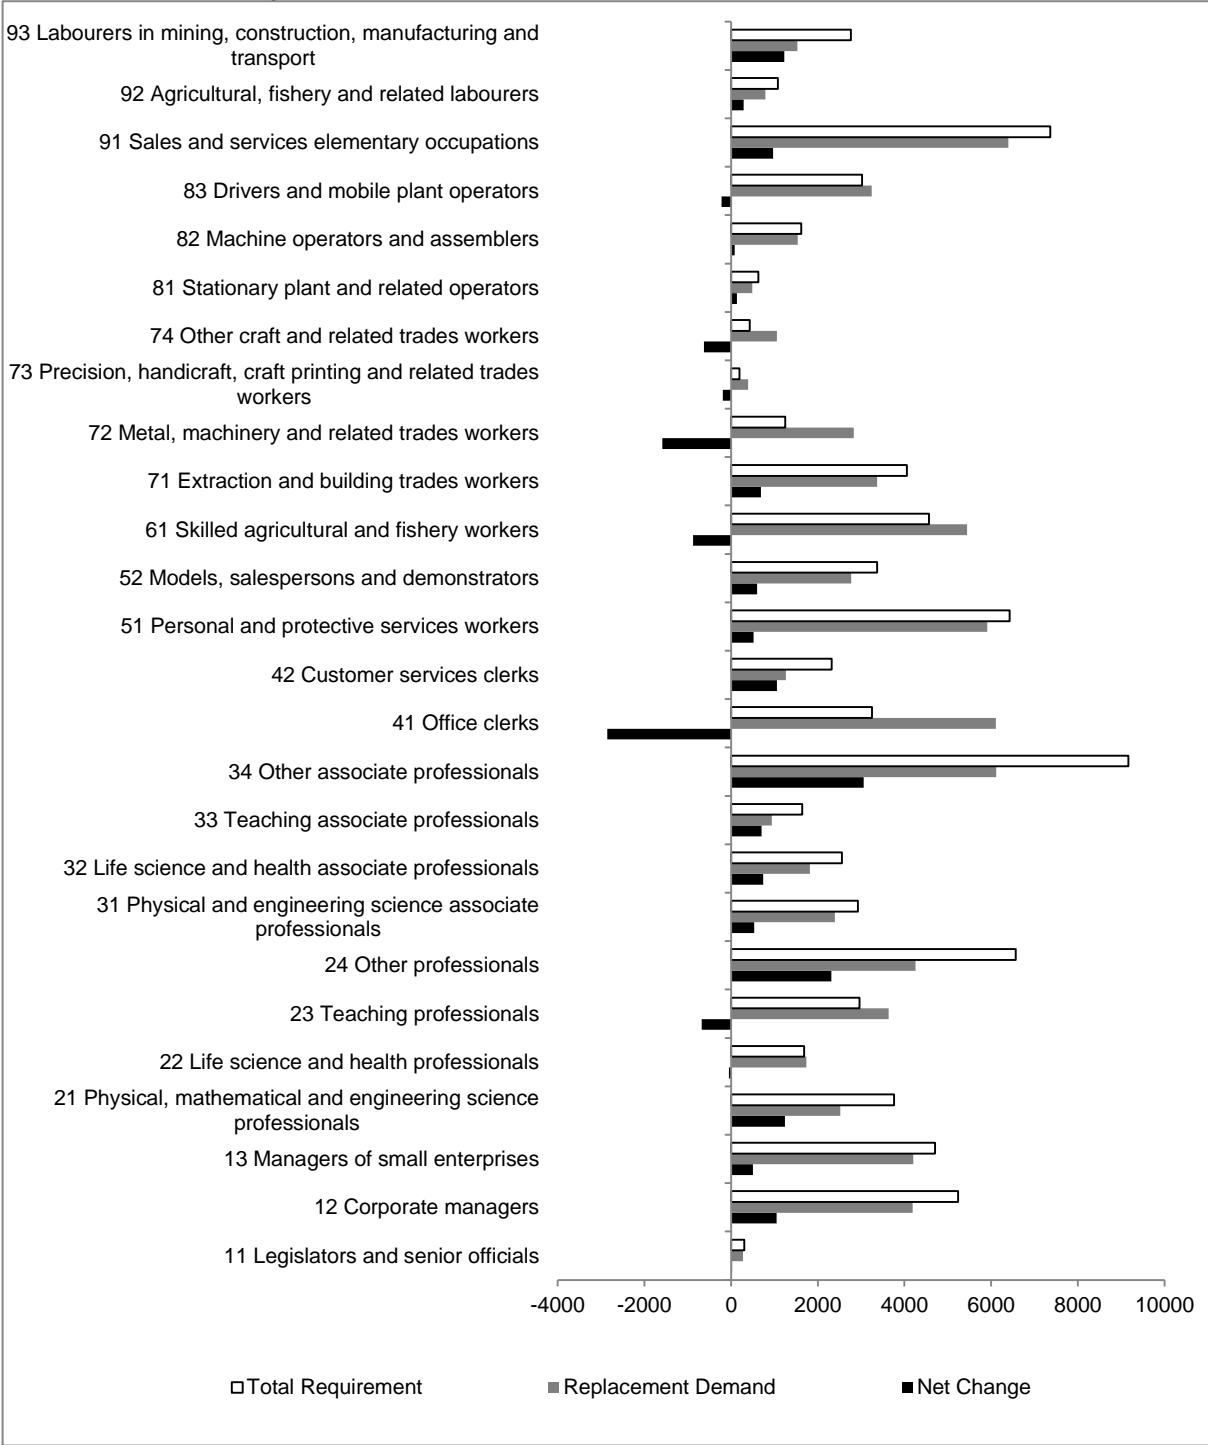 93 Labourers in mining, construction, manufacturing and
transport
92 Agricultural, fishery and related labourers
91 Sales and services elementary occupations
83 Drivers and mobile plant operators
82 Machine operators and assemblers
81 Stationary plant and related operators
74 Other craft and related trades workers
73 Precision, handicraft, craft printing and related trades
workers
72 Metal, machinery and related trades workers
71 Extraction and building trades workers
61 Skilled agricultural and fishery workers
52 Models, salespersons and demonstrators
51 Personal and protective services workers
42 Customer services clerks
41 Office clerks
34 Other associate professionals
33 Teaching associate professionals
32 Life science and health associate professionals
31 Physical and engineering science associate
professionals
24 Other professionals
23 Teaching professionals
22 Life science and health professionals
21 Physical, mathematical and engineering science
professionals
13 Managers of small enterprises
12 Corporate managers
11 Legislators and senior officials
-4000 -2000 0 2000 4000 6000 8000 10000
Total Requirement Replacement Demand Net Change